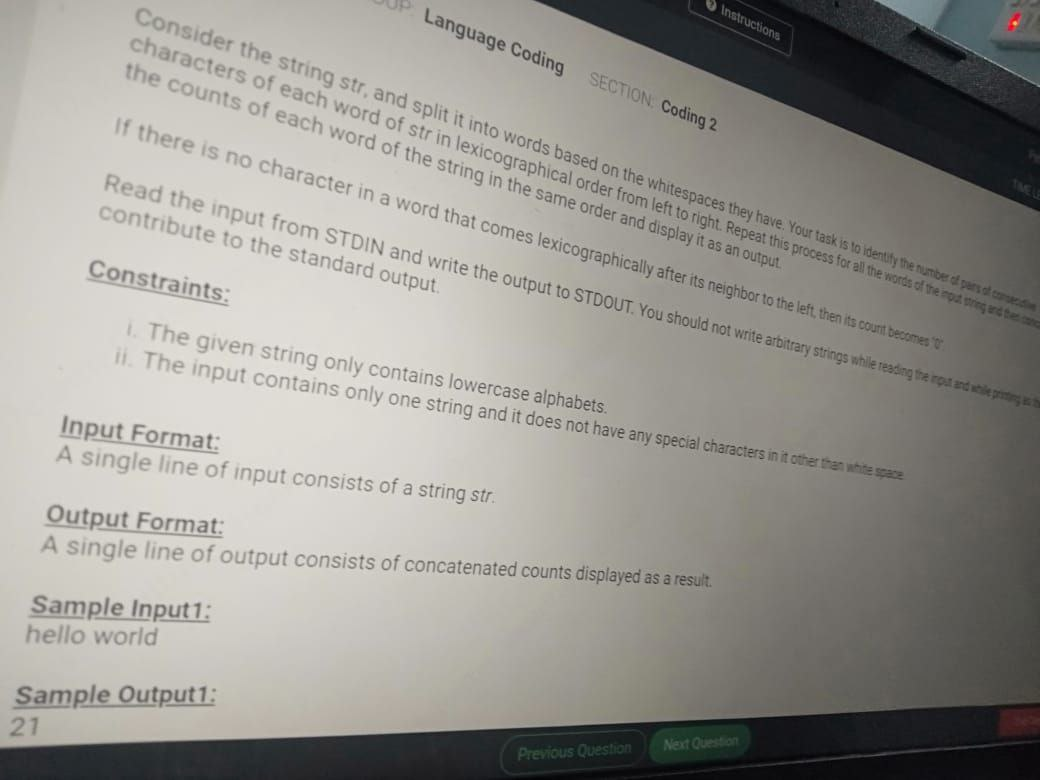 Language Coding
SECTION: Coding 2
Instructions
Consider the string str, and split it into words based on the whitespaces they have. Your task is to identify the number of pairs of consecutive
characters of each word of str in lexicographical order from left to right. Repeat this process for all the words of the input string and then
the counts of each word of the string in the same order and display it as an output.
If there is no character in a word that comes lexicographically after its neighbor to the left, then its count becomes "0".
Read the input from STDIN and write the output to STDOUT. You should not write arbitrary strings while reading the input and while printing as
contribute to the standard output.
Constraints:
i. The given string only contains lowercase alphabets.
ii. The input contains only one string and it does not have any special characters in it other than white space.
Input Format:
A single line of input consists of a string str.
Output Format:
A single line of output consists of concatenated counts displayed as a result.
Sample Input1:
hello world
Sample Output1:
21
Previous Question
Next Question